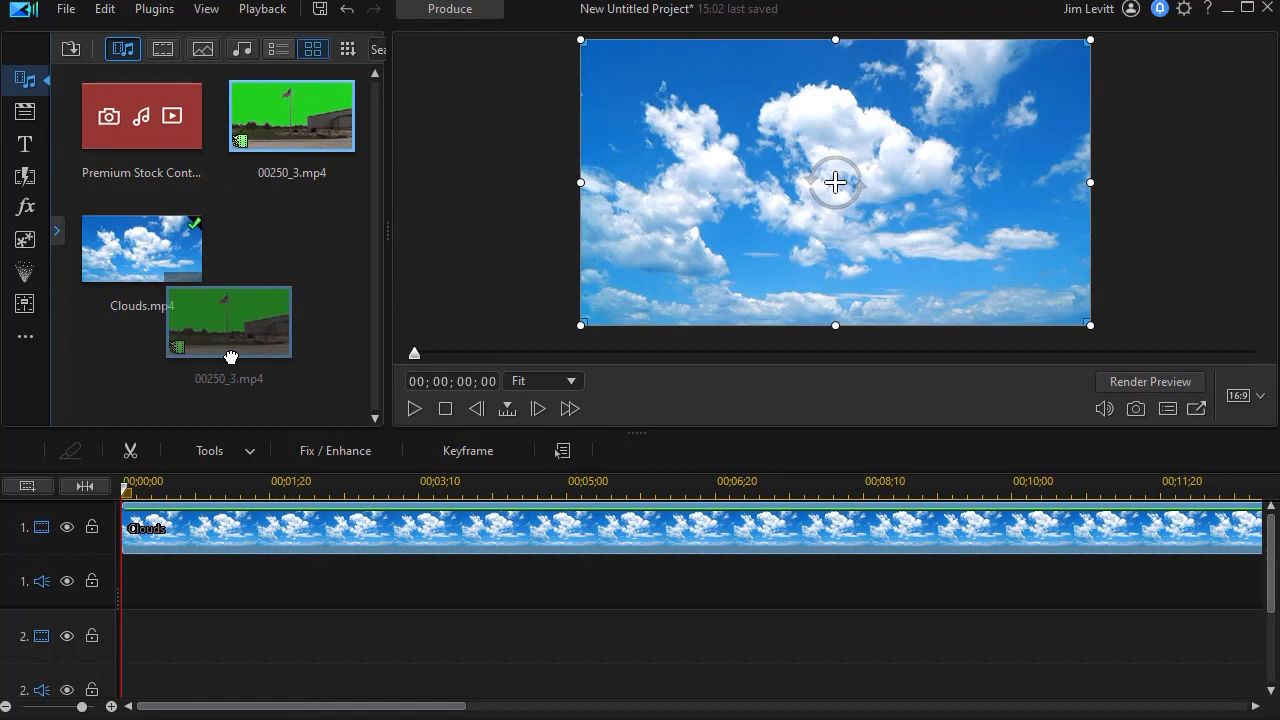 File Edit Plugins View Playback Produce New Untitled Project* 15:02 last saved Jim Levitt ?
Sea
T
fx
Premium Stock Cont... 00250_3.mp4
Clouds.mp4
00250_3.mp4
00; 00; 00; 00 Fit Render Preview 16:9
Tools Fix / Enhance Keyframe
00;00;00 00;01;20 00;03;10 00;05;00 00;06;20 00;08;10 00;10;00 00;11;20
1. Clouds
1.
2.
2.